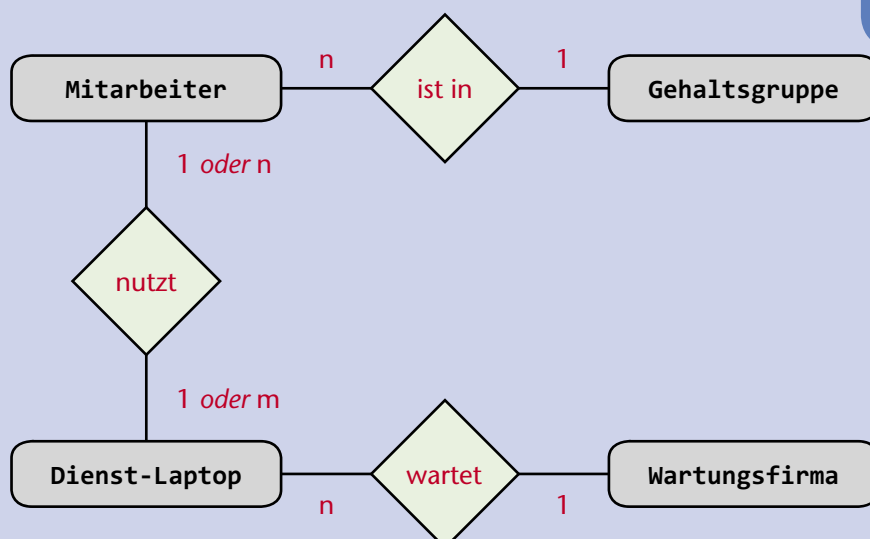 n
1
Mitarbeiter
ist in
Gehaltsgruppe
1 oder n
nutzt
1 oder m
Dienst-Laptop
wartet
Wartungsfirma
n
1